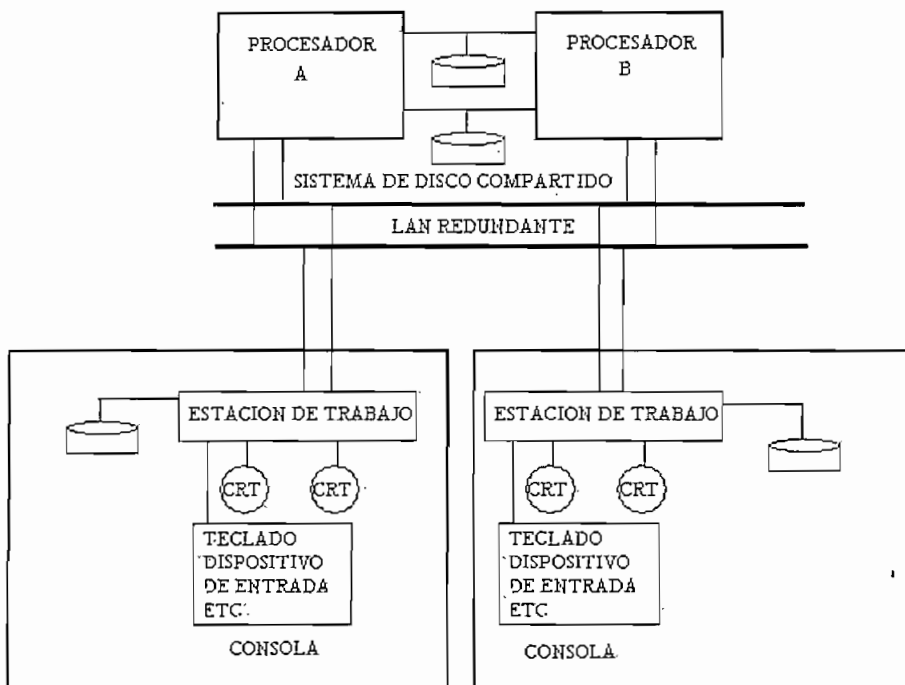 PROCESADOR
A
PROCESADOR
B
SISTEMA DE DISCO COMPARTIDO
LAN REDUNDANTE
ESTACION DE TRABAJO
CRT
CRT
TECLADO
DISPOSITIVO
DE ENTRADA
ETC
CONSOLA
ESTACION DE TRABAJO
CRT
CRT
TECLADO
DISPOSITIVO
DE ENTRADA
ETC
CONSOLA